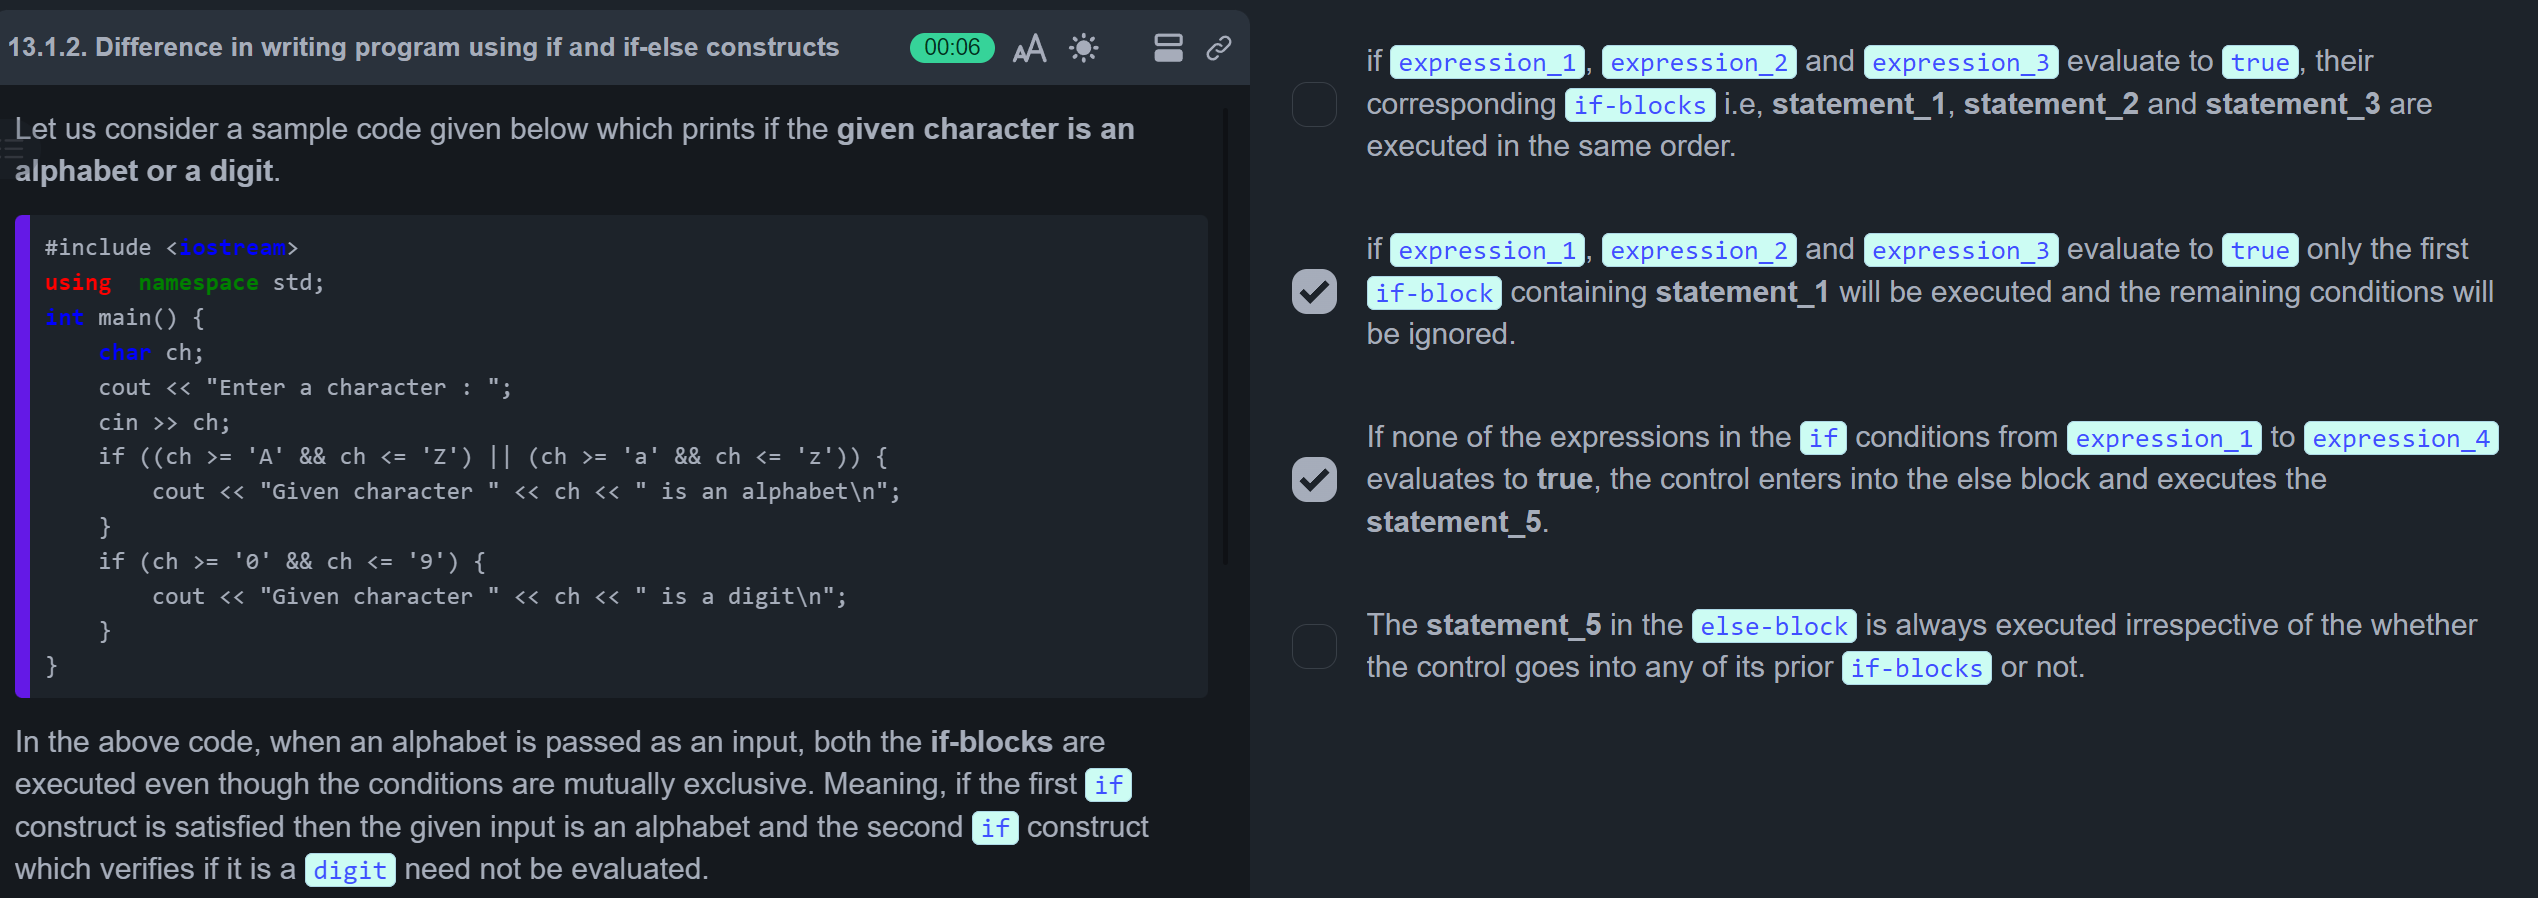 13.1.2. Difference in writing program using if and if-else constructs
00:06
AA
Let us consider a sample code given below which prints if the given character is an
alphabet or a digit.
#include <iostream>
using  namespace std;
int main() {
    char ch;
    cout << "Enter a character : ";
    cin >> ch;
    if ((ch >= 'A' && ch <= 'Z') || (ch >= 'a' && ch <= 'z')) {
        cout << "Given character " << ch << " is an alphabet\n";
    }
    if (ch >= '0' && ch <= '9') {
        cout << "Given character " << ch << " is a digit\n";
    }
}
In the above code, when an alphabet is passed as an input, both the if-blocks are
executed even though the conditions are mutually exclusive. Meaning, if the first if
construct is satisfied then the given input is an alphabet and the second if construct
which verifies if it is a digit need not be evaluated.
if expression_1, expression_2 and expression_3 evaluate to true, their
corresponding if-blocks i.e, statement_1, statement_2 and statement_3 are
executed in the same order.
if expression_1, expression_2 and expression_3 evaluate to true only the first
if-block containing statement_1 will be executed and the remaining conditions will
be ignored.
If none of the expressions in the if conditions from expression_1 to expression_4
evaluates to true, the control enters into the else block and executes the
statement_5.
The statement_5 in the else-block is always executed irrespective of the whether
the control goes into any of its prior if-blocks or not.